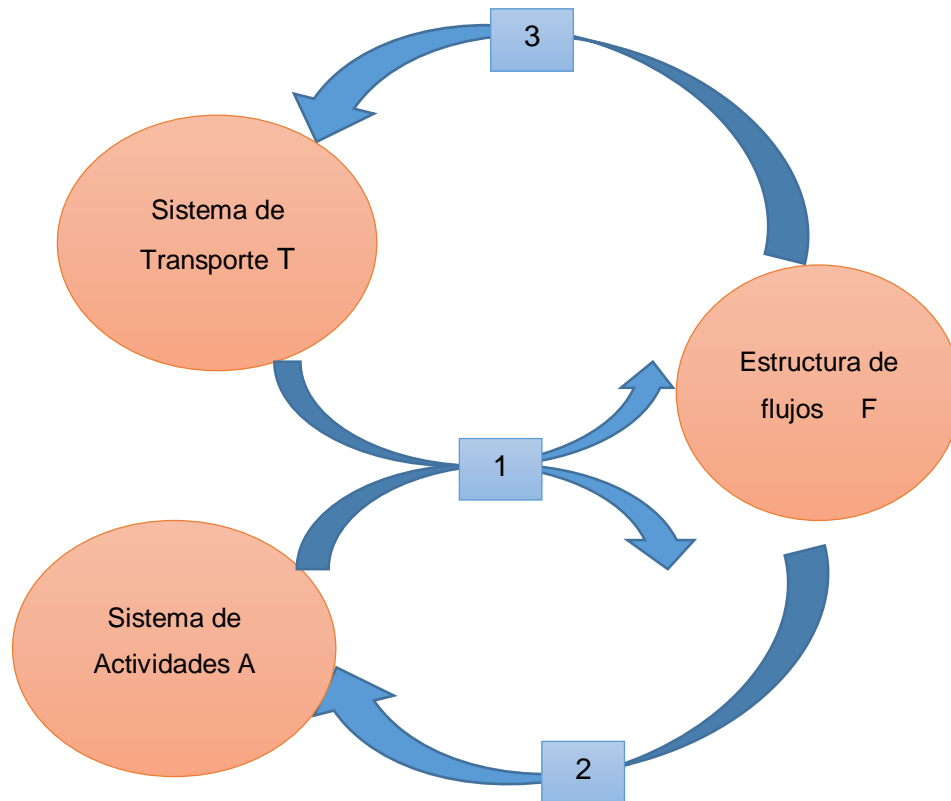 3
Sistema de
Transporte T
Estructura de
flujos F
1
Sistema de
Actividades A
2